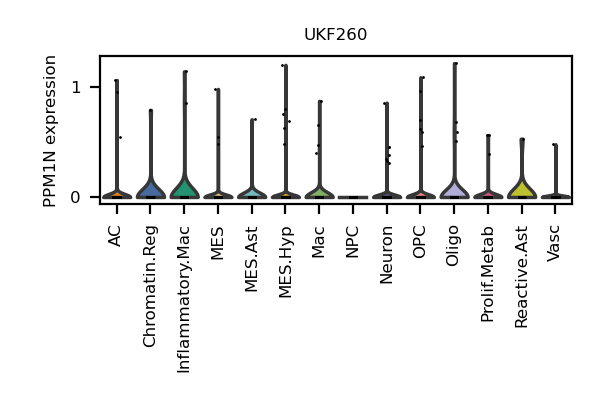 UKF260
PPM1N expression
1
0
AC
Chromatin.Reg
Inflammatory.Mac
MES
MES.Ast
MES.Hyp
Mac
NPC
Neuron
OPC
Oligo
Prolif.Metab
Reactive.Ast
Vasc